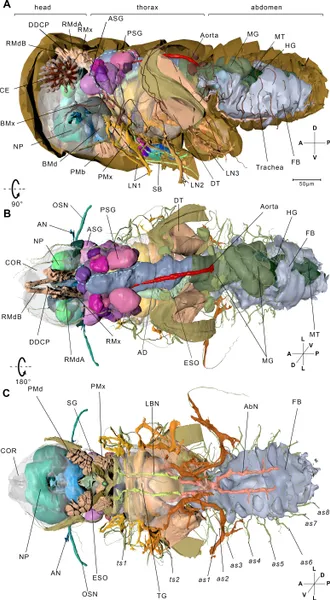 A
head thorax abdomen
DDCP RMdA RMx ASG PSG Aorta MG MT HG
RMdB
CE
BMx
NP
BMd PMb PMx LN1 SB LN2 DT LN3 Trachea FB
D
A P
V
90°
50µm
B
OSN AN NP ASG PSG DT Aorta HG FB
COR
RMdB
DDCP RMdA RMx AD ESO MG MT
L
V
A P
D
L
180°
C
PMd SG PMx LBN AbN FB
COR
NP AN OSN ESO ts1 TG ts2 as1 as2 as3 as4 as5 as6 as7 as8
L
D
A P
V
L